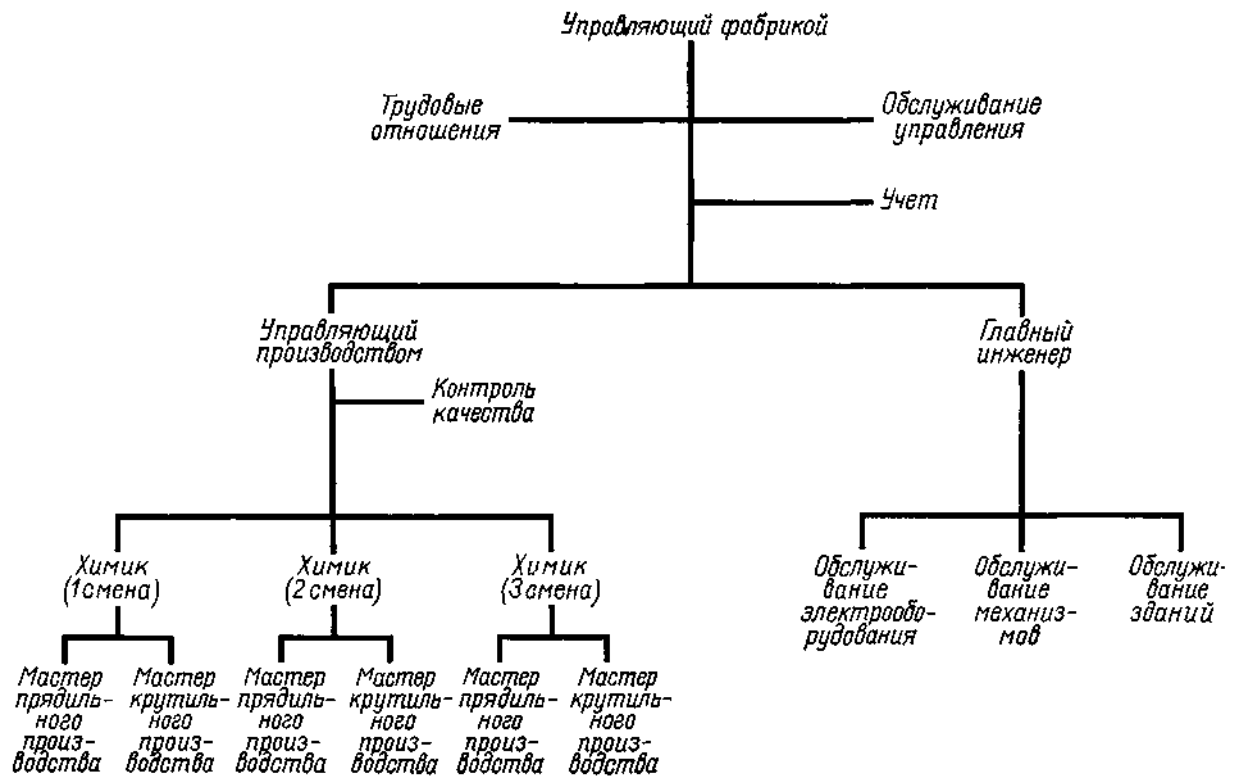 Управляющий фабрикой
Трудовые
отношения
Обслуживание
управления
Учет
Управляющий
производством
Главный
инженер
Контроль
качества
Химик
(1 смена)
Химик
(2 смена)
Химик
(3 смена)
Обслужи-
вание
электрообо-
рудования
Обслужи-
вание
механиз-
мов
Обслужи-
вание
зданий
Мастер
прядиль-
ного
произ-
водства
Мастер
крутиль-
ного
произ-
водства
Мастер
прядиль-
ного
произ-
водства
Мастер
крутиль-
ного
произ-
водства
Мастер
прядиль-
ного
произ-
водства
Мастер
крутиль-
ного
произ-
водства